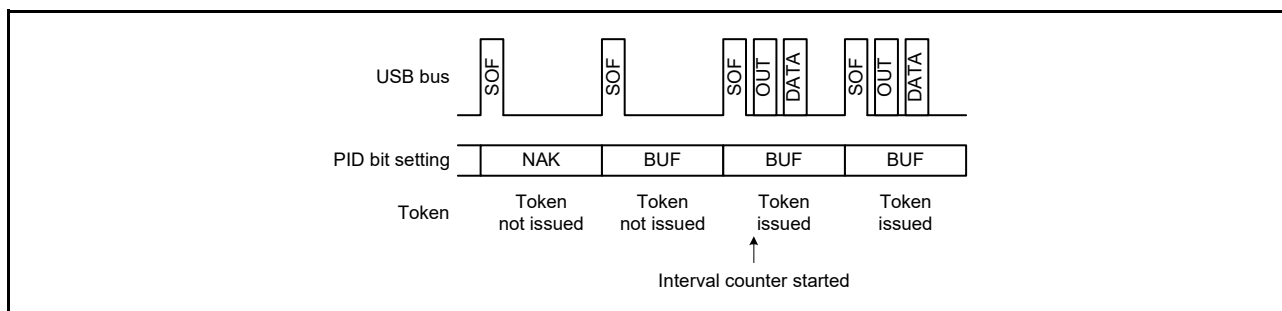 USB bus
SOF
SOF
SOF
OUT
DATA
SOF
OUT
DATA
PID bit setting
NAK
BUF
BUF
BUF
Token
Token
not issued
Token
not issued
Token
issued
Token
issued
Interval counter started